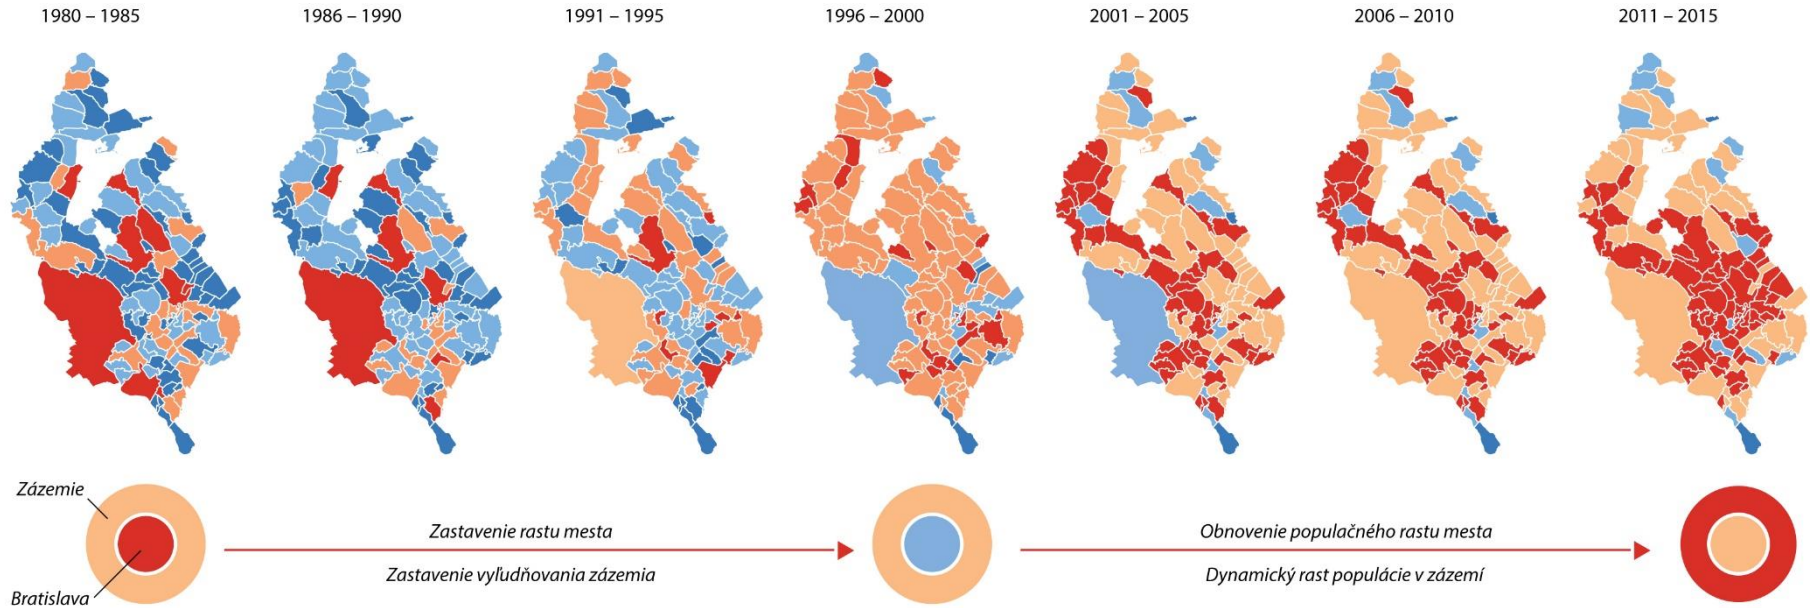 1980 – 1985
1986 – 1990
1991 – 1995
1996 – 2000
2001 – 2005
2006 – 2010
2011 – 2015
Zázemie
Bratislava
Zastavenie rastu mesta
Zastavenie vyľudňovania zázemia
Obnovenie populačného rastu mesta
Dynamický rast populácie v zázemí